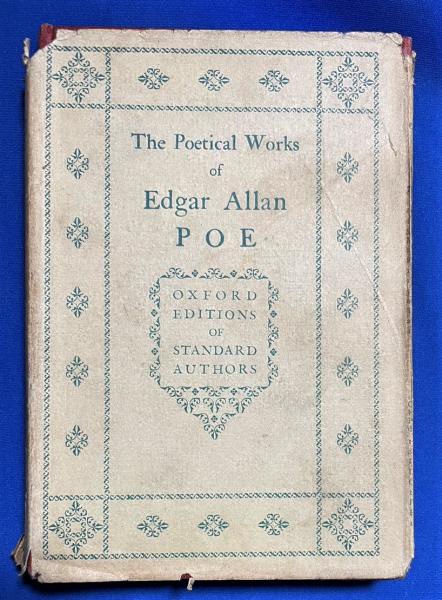 The Poetical Works
of
Edgar Allan
POE
OXFORD
EDITIONS
OF
STANDARD
AUTHORS